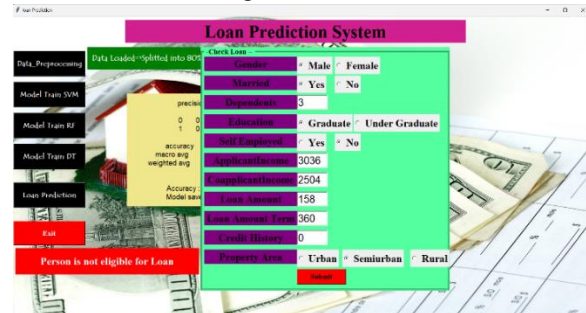 Loan Prediction
Loan Prediction System
Data_Preprocessing
Model Train SVM
Model Train RF
Model Train DT
Loan Prediction
Exit
Person is not eligible for Loan
Data Loaded=>Splitted into 80%
precisio
0 0
1 0
accuracy
macro avg
weighted avg
Accuracy :
Model save
Check Loan
Gender Male Female
Married Yes No
Dependents 3
Education Graduate Under Graduate
Self Employed Yes No
ApplicantIncome 3036
CoapplicantIncome 2504
Loan Amount 158
Loan Amount Term 360
Credit History 0
Property Area Urban Semiurban Rural
Submit